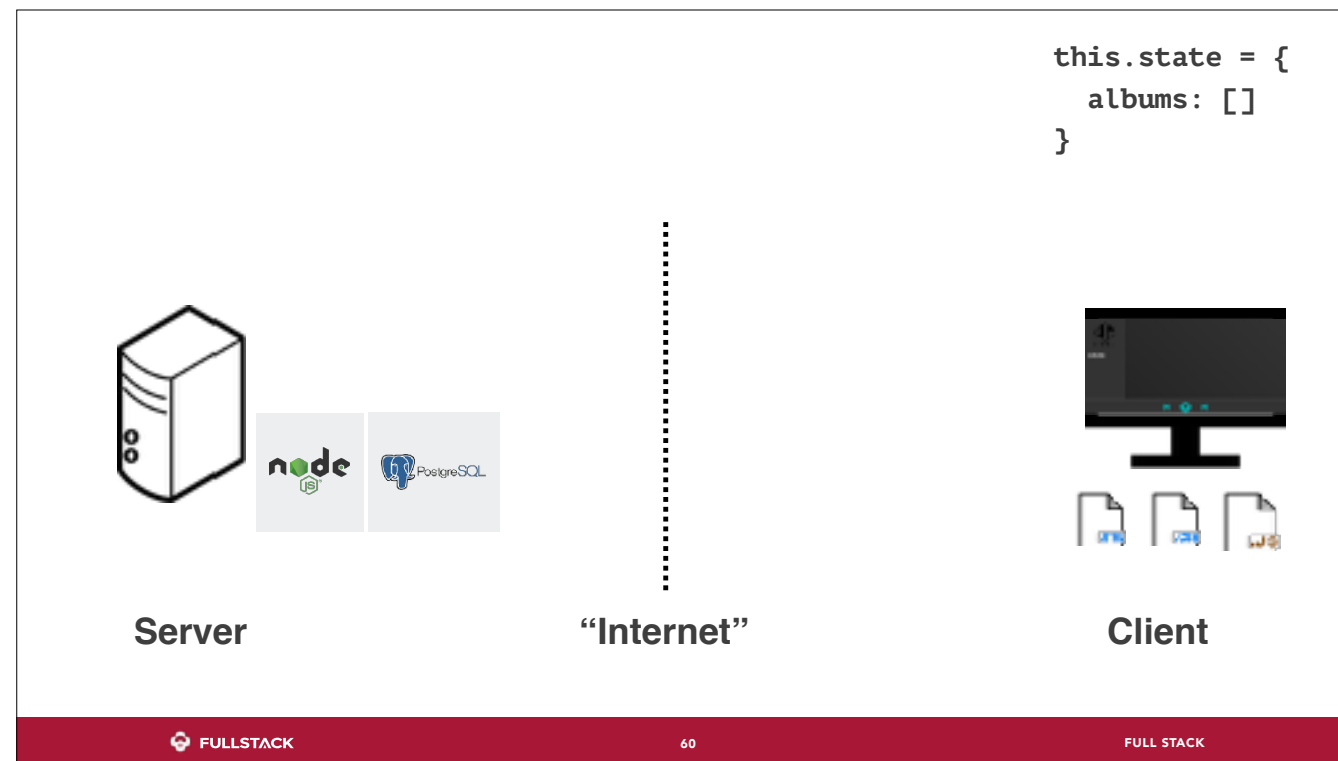 this.state = {
albums: []
}
node
JS
PostgreSQL
Server
“Internet”
Client
FULLSTACK
60
FULL STACK